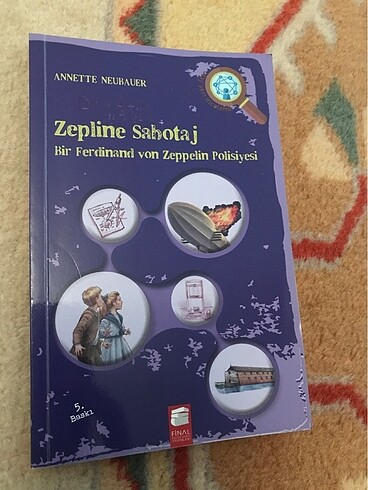 ANNETTE NEUBAUER
Zepline Sabotaj
Bir Ferdinand von Zeppelin Polisiyesi
5.
Baskı
FİNAL